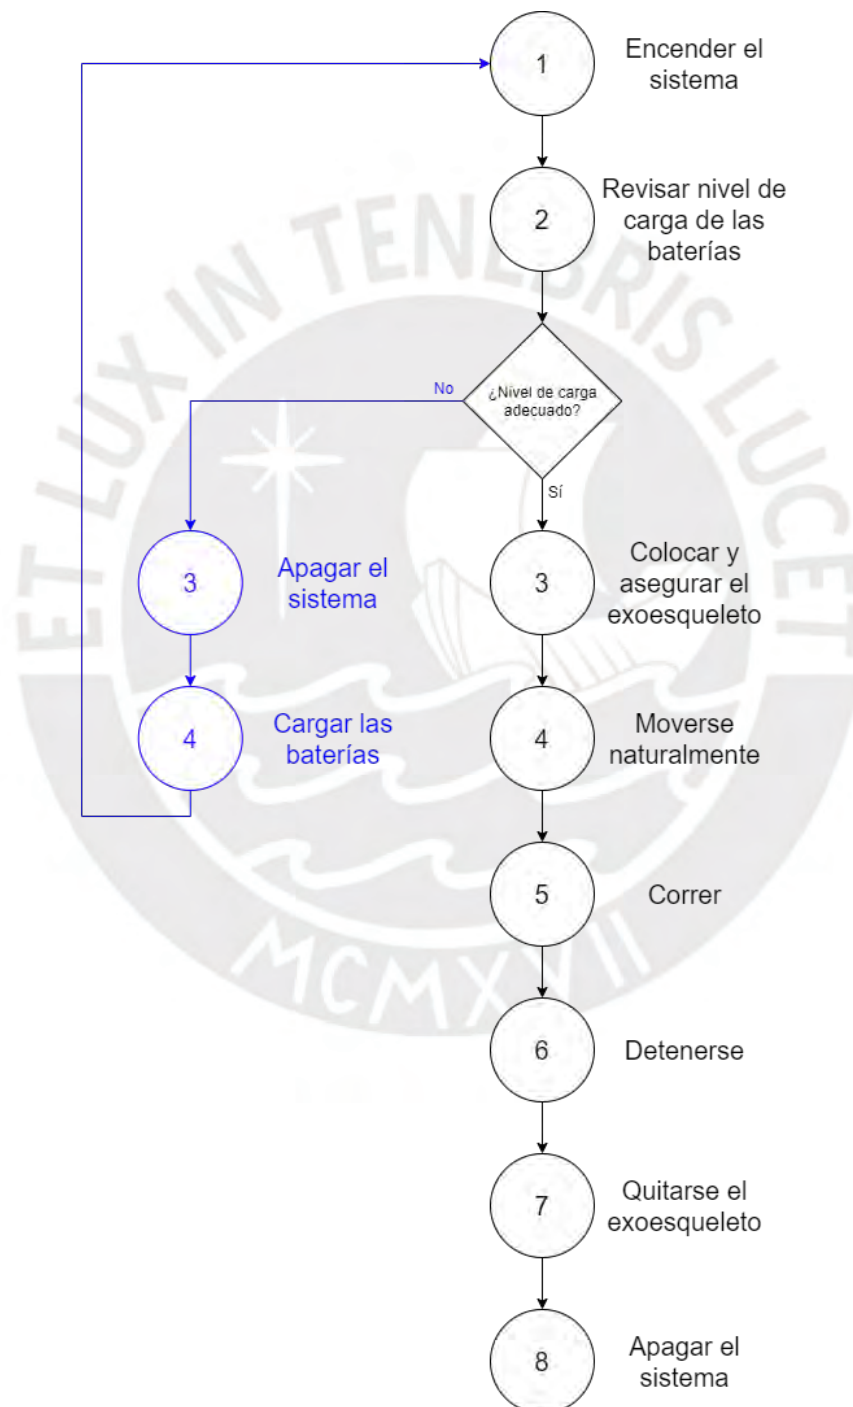 1
Encender el
sistema
2
Revisar nivel de
carga de las
baterías
¿Nivel de carga
adecuado?
No
Sí
3
Apagar el
sistema
3
Colocar y
asegurar el
exoesqueleto
4
Cargar las
baterías
4
Moverse
naturalmente
5
Correr
6
Detenerse
7
Quitarse el
exoesqueleto
8
Apagar el
sistema
ET LUX IN TENEBRIS LUCET
MCMXVII